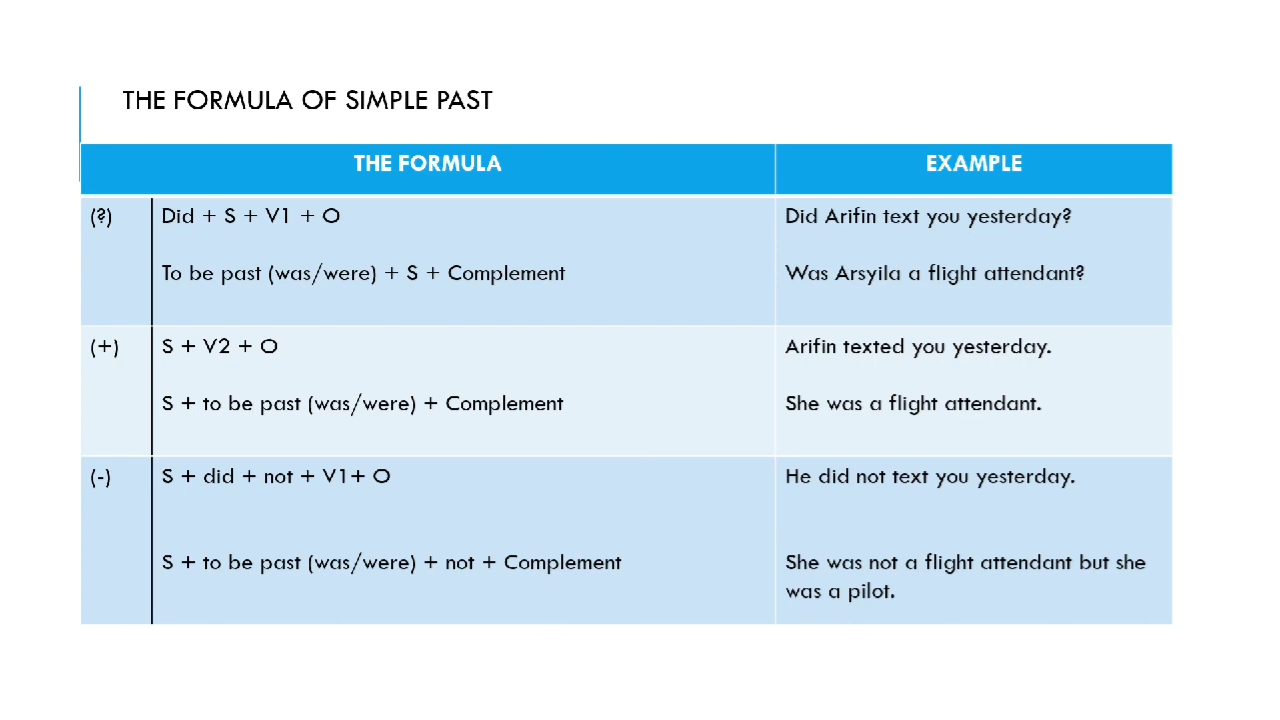 THE FORMULA OF SIMPLE PAST
THE FORMULA EXAMPLE
(?) Did + S + V1 + O Did Arifin text you yesterday?
To be past (was/were) + S + Complement Was Arsyila a flight attendant?
(+) S + V2 + O Arifin texted you yesterday.
S + to be past (was/were) + Complement She was a flight attendant.
(-) S + did + not + V1+ O He did not text you yesterday.
S + to be past (was/were) + not + Complement She was not a flight attendant but she
was a pilot.